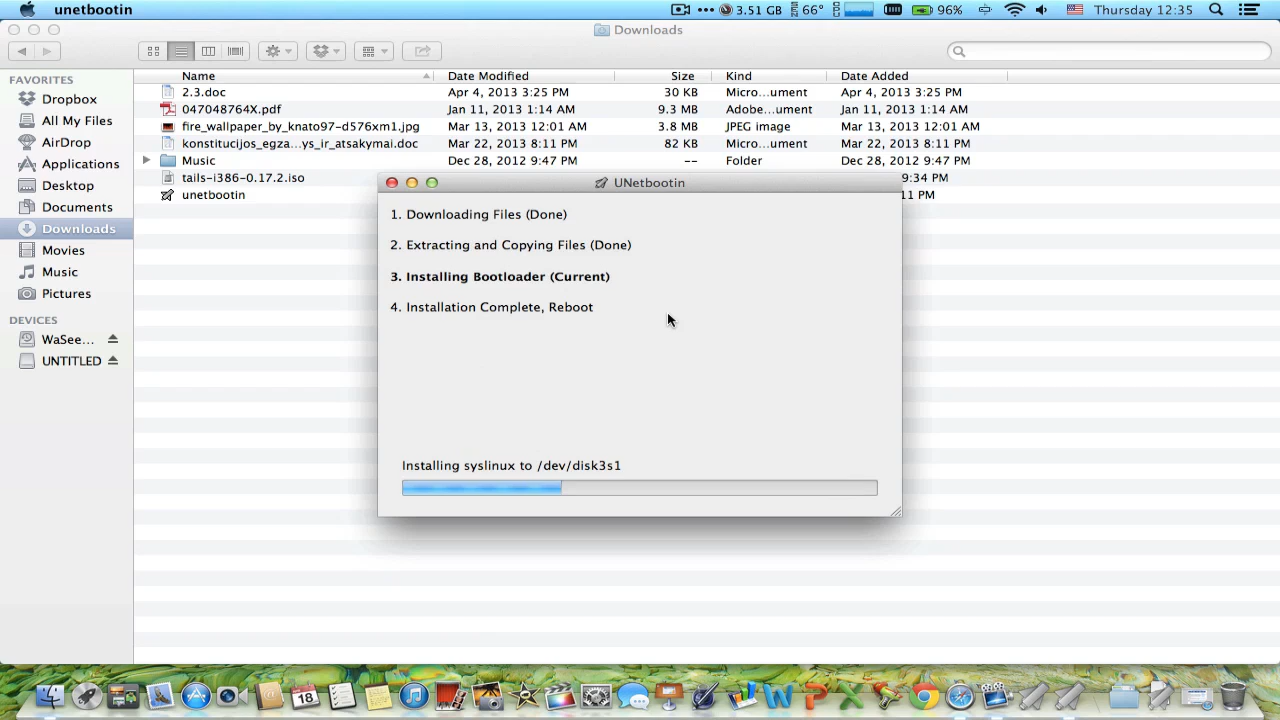 unetbootin 3.51 GB 66° 96% Thursday 12:35
Downloads
FAVORITES
Dropbox
All My Files
AirDrop
Applications
Desktop
Documents
Downloads
Movies
Music
Pictures
DEVICES
WaSee...
UNTITLED
Name Date Modified Size Kind Date Added
2.3.doc Apr 4, 2013 3:25 PM 30 KB Micro...ument Apr 4, 2013 3:25 PM
047048764X.pdf Jan 11, 2013 1:14 AM 9.3 MB Adobe...ument Jan 11, 2013 1:14 AM
fire_wallpaper_by_knato97-d576xm1.jpg Mar 13, 2013 12:01 AM 3.8 MB JPEG image Mar 13, 2013 12:01 AM
konstitucijos_egza...ys_ir_atsakymai.doc Mar 22, 2013 8:11 PM 82 KB Micro...ument Mar 22, 2013 8:11 PM
Music Dec 28, 2012 9:47 PM -- Folder Dec 28, 2012 9:47 PM
tails-i386-0.17.2.iso 9:34 PM
unetbootin 11 PM
UNetbootin
1. Downloading Files (Done)
2. Extracting and Copying Files (Done)
3. Installing Bootloader (Current)
4. Installation Complete, Reboot
Installing syslinux to /dev/disk3s1
18